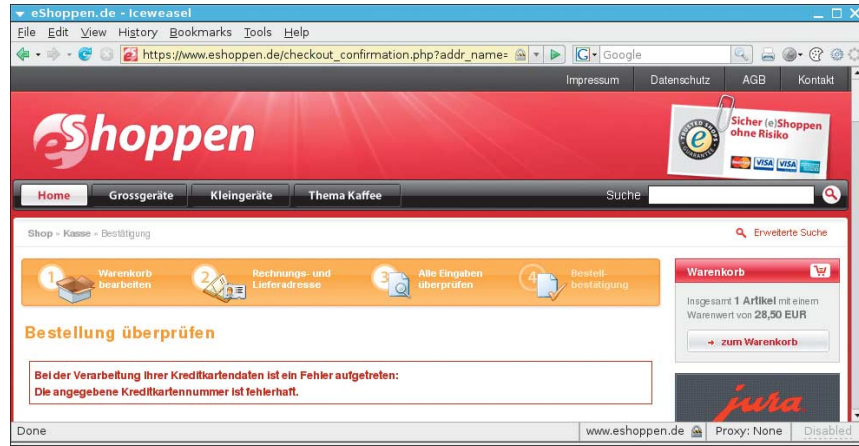 eShoppen.de - Iceweasel
File Edit View History Bookmarks Tools Help
https://www.eshoppen.de/checkout_confirmation.php?addr_name=
G Google
Impressum Datenschutz AGB Kontakt
eShoppen
TRUSTED SHOPS GUARANTEE
Sicher (e)Shoppen
ohne Risiko
VISA VISA
Home Grossgeräte Kleingeräte Thema Kaffee Suche
Shop » Kasse » Bestätigung
Erweiterte Suche
1 Warenkorb
bearbeiten
2 Rechnungs- und
Lieferadresse
3 Alle Eingaben
überprüfen
4 Bestell-
bestätigung
Bestellung überprüfen
Bei der Verarbeitung Ihrer Kreditkartendaten ist ein Fehler aufgetreten:
Die angegebene Kreditkartennummer ist fehlerhaft.
Warenkorb
Insgesamt 1 Artikel mit einem
Warenwert von 28,50 EUR
zum Warenkorb
jura
Done www.eshoppen.de Proxy: None Disabled